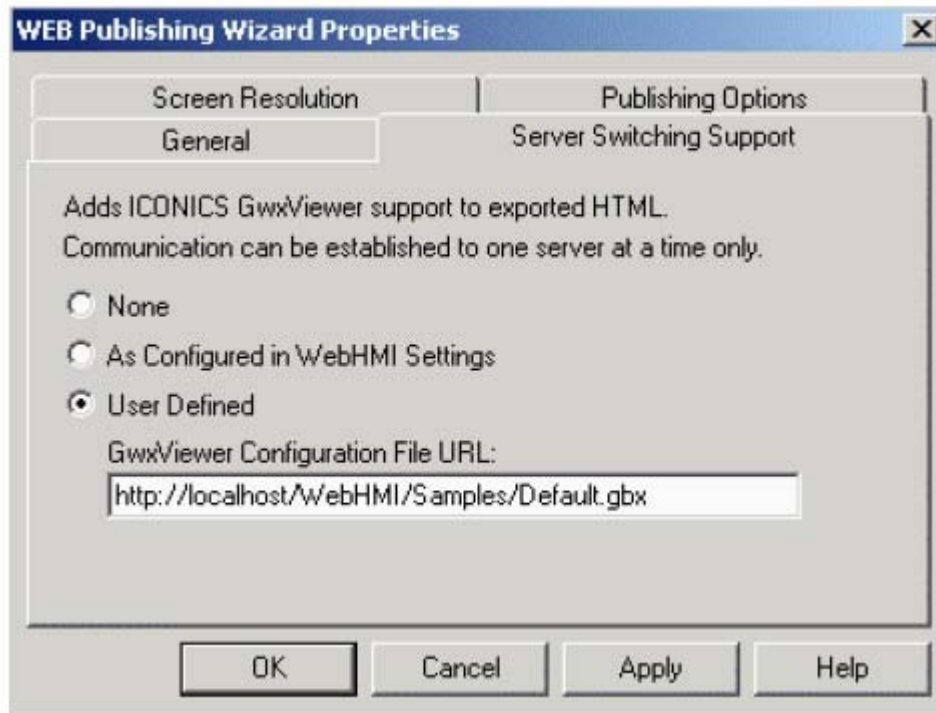 WEB Publishing Wizard Properties
Screen Resolution
Publishing Options
General
Server Switching Support
Adds ICONICS GwxViewer support to exported HTML.
Communication can be established to one server at a time only.
None
As Configured in WebHMI Settings
User Defined
GwxViewer Configuration File URL:
http://localhost/WebHMI/Samples/Default.gbx
OK
Cancel
Apply
Help